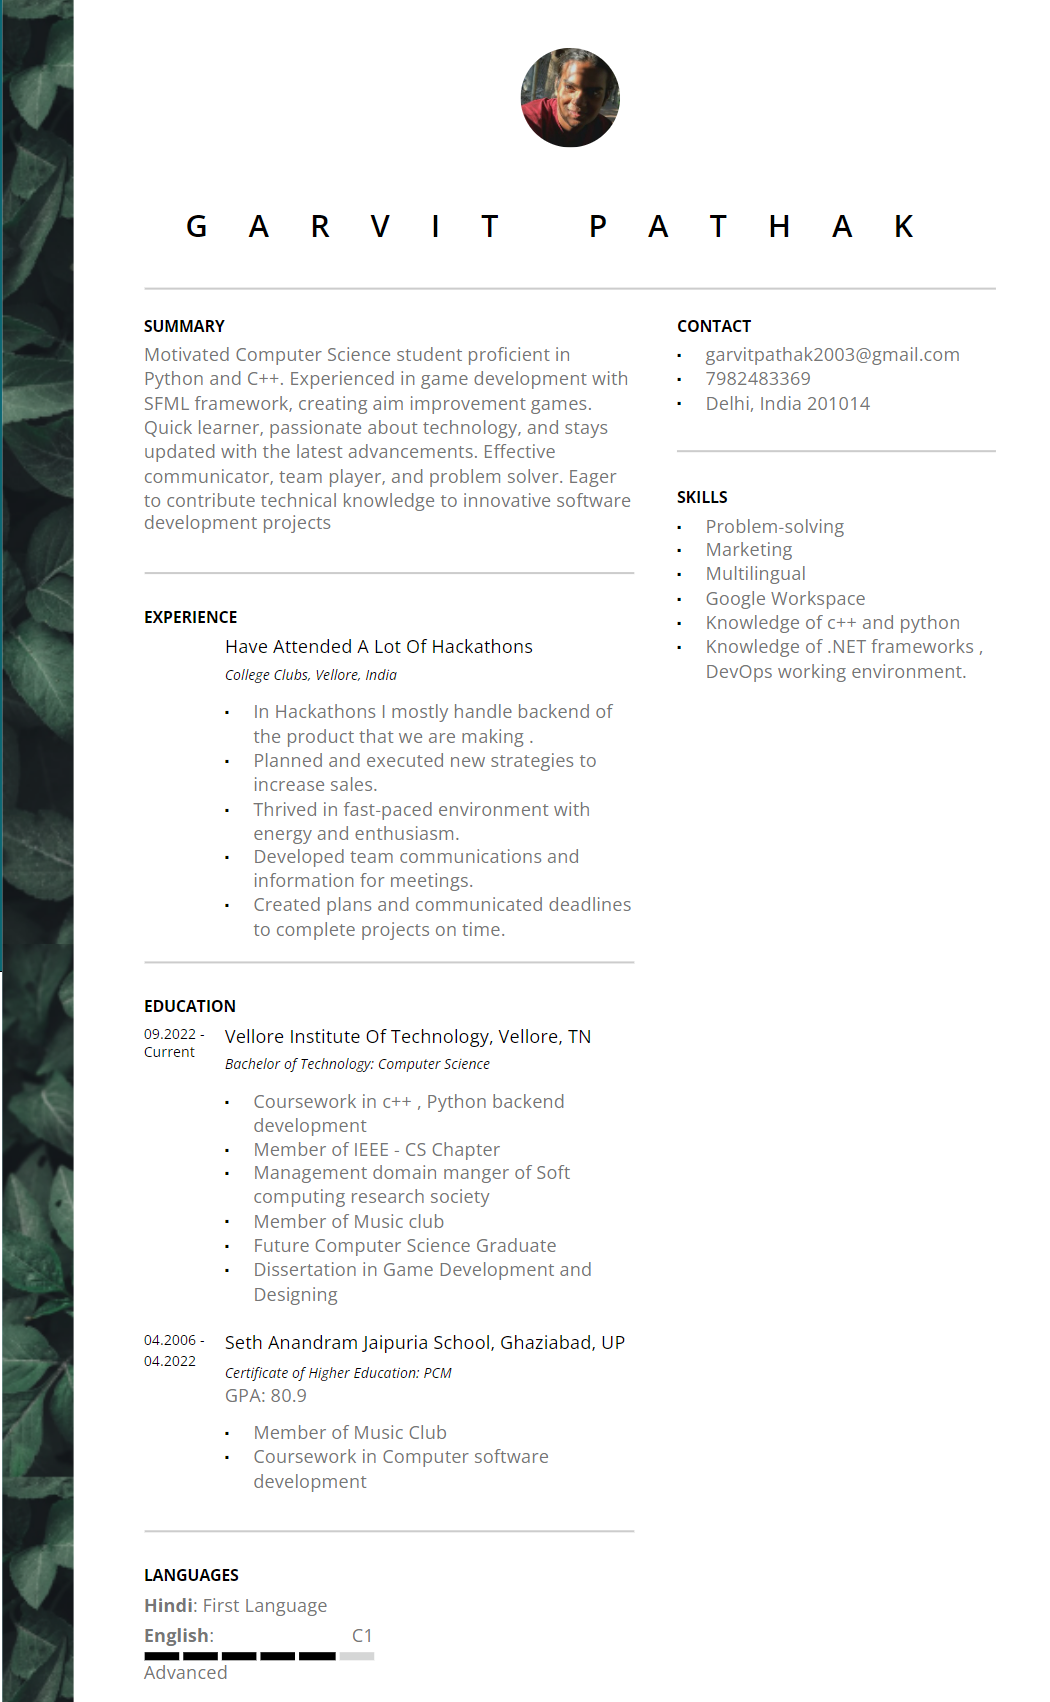 GARVIT PATHAK
SUMMARY
Motivated Computer Science student proficient in
Python and C++. Experienced in game development with
SFML framework, creating aim improvement games.
Quick learner, passionate about technology, and stays
updated with the latest advancements. Effective
communicator, team player, and problem solver. Eager
to contribute technical knowledge to innovative software
development projects
EXPERIENCE
Have Attended A Lot Of Hackathons
College Clubs, Vellore, India
In Hackathons I mostly handle backend of
the product that we are making .
Planned and executed new strategies to
increase sales.
Thrived in fast-paced environment with
energy and enthusiasm.
Developed team communications and
information for meetings.
Created plans and communicated deadlines
to complete projects on time.
EDUCATION
09.2022 -
Current
Vellore Institute Of Technology, Vellore, TN
Bachelor of Technology: Computer Science
Coursework in c++ , Python backend
development
Member of IEEE - CS Chapter
Management domain manger of Soft
computing research society
Member of Music club
Future Computer Science Graduate
Dissertation in Game Development and
Designing
04.2006 -
04.2022
Seth Anandram Jaipuria School, Ghaziabad, UP
Certificate of Higher Education: PCM
GPA: 80.9
Member of Music Club
Coursework in Computer software
development
LANGUAGES
Hindi: First Language
English: C1
Advanced
CONTACT
garvitpathak2003@gmail.com
7982483369
Delhi, India 201014
SKILLS
Problem-solving
Marketing
Multilingual
Google Workspace
Knowledge of c++ and python
Knowledge of .NET frameworks ,
DevOps working environment.